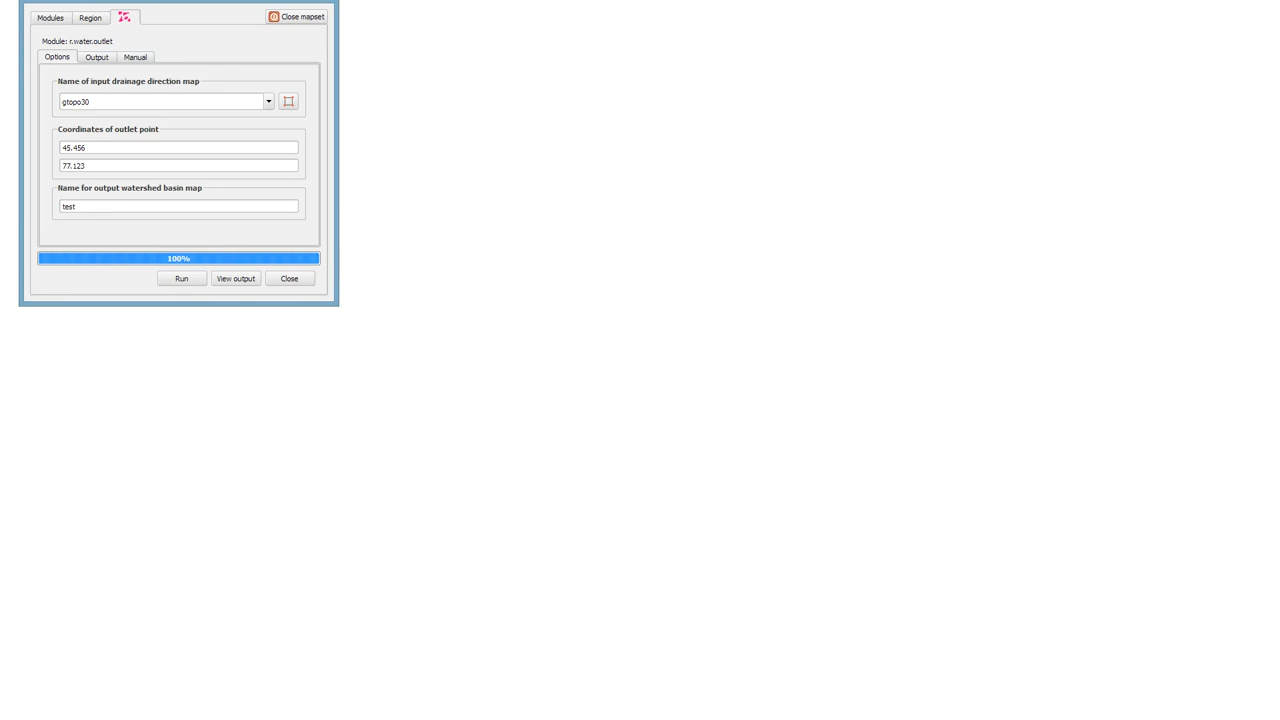 Modules Region Close mapset
Module: r.water.outlet
Options Output Manual
Name of input drainage direction map
gtopo30
Coordinates of outlet point
45.456
77.123
Name for output watershed basin map
test
100%
Run View output Close